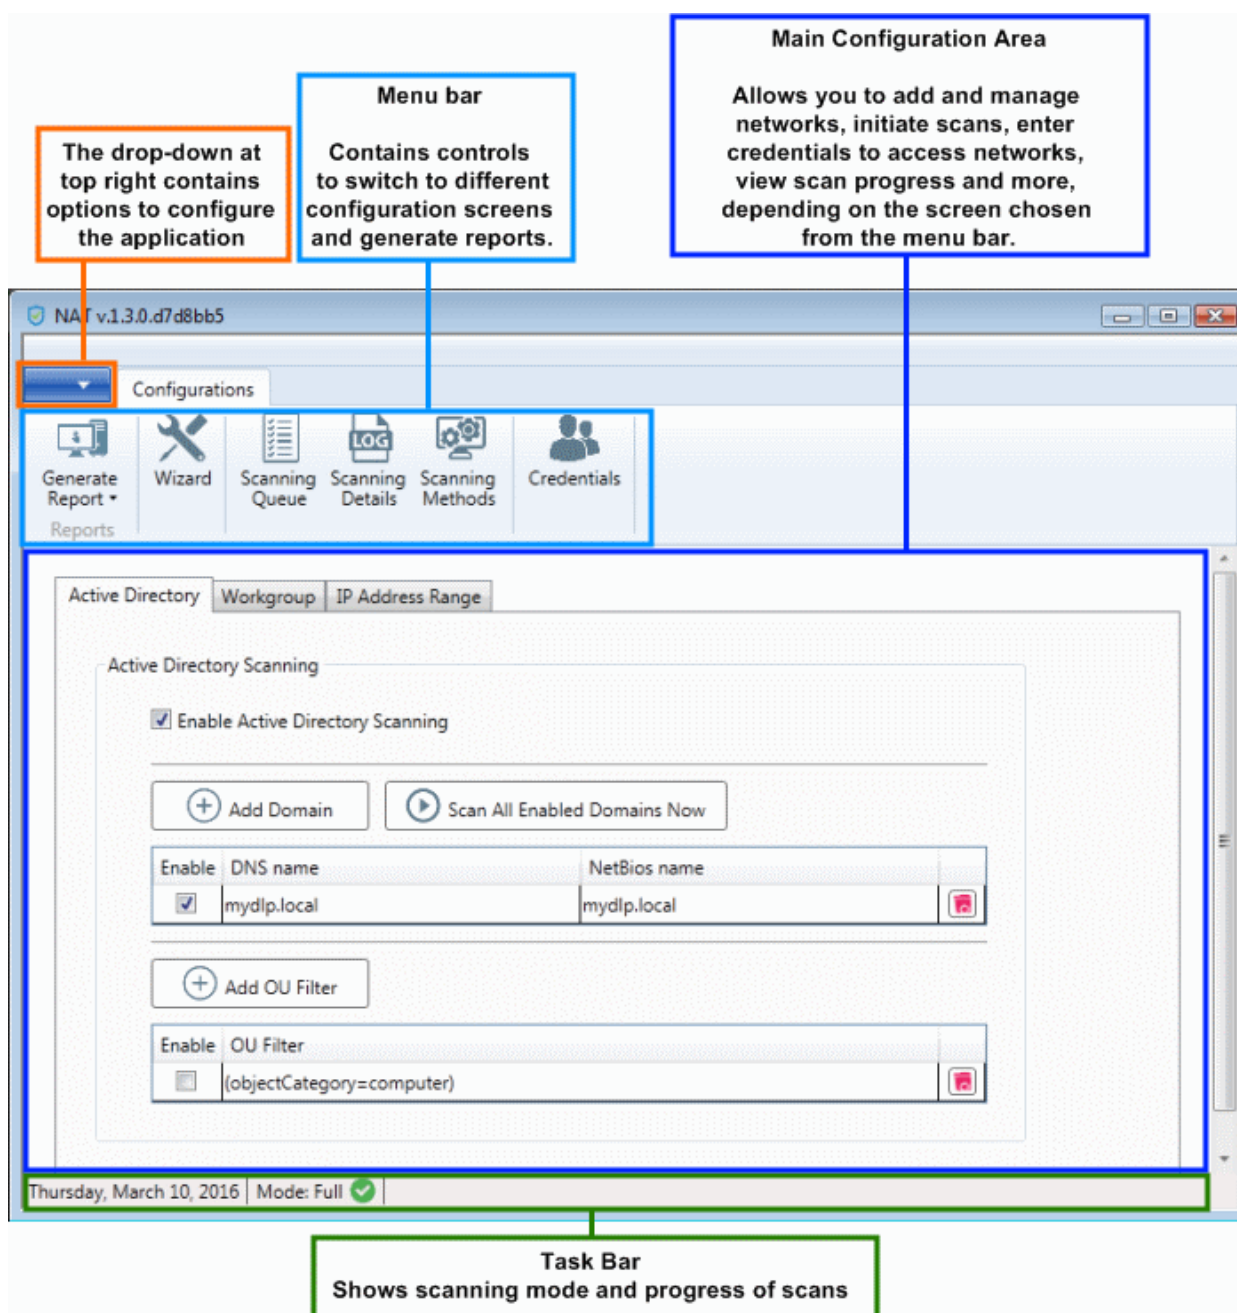 Main Configuration Area
Allows you to add and manage
networks, initiate scans, enter
credentials to access networks,
view scan progress and more,
depending on the screen chosen
from the menu bar.
Menu bar
Contains controls
to switch to different
configuration screens
and generate reports.
The drop-down at
top right contains
options to configure
the application
NAT v.1.3.0.d7d8bb5
Configurations
LOG
Generate
Report
Wizard
Scanning
Queue
Scanning
Details
Scanning
Methods
Credentials
Reports
Active Directory Workgroup IP Address Range
Active Directory Scanning
Enable Active Directory Scanning
Add Domain Scan All Enabled Domains Now
Enable DNS name NetBios name
mydlp.local mydlp.local
Add OU Filter
Enable OU Filter
(objectCategory=computer)
Thursday, March 10, 2016 Mode: Full
Task Bar
Shows scanning mode and progress of scans